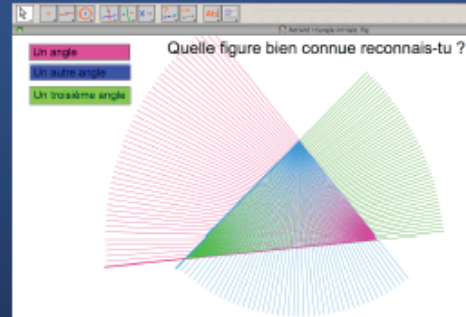 Quelle figure bien connue reconnais-tu ?
Un angle
Un autre angle
Un troisième angle